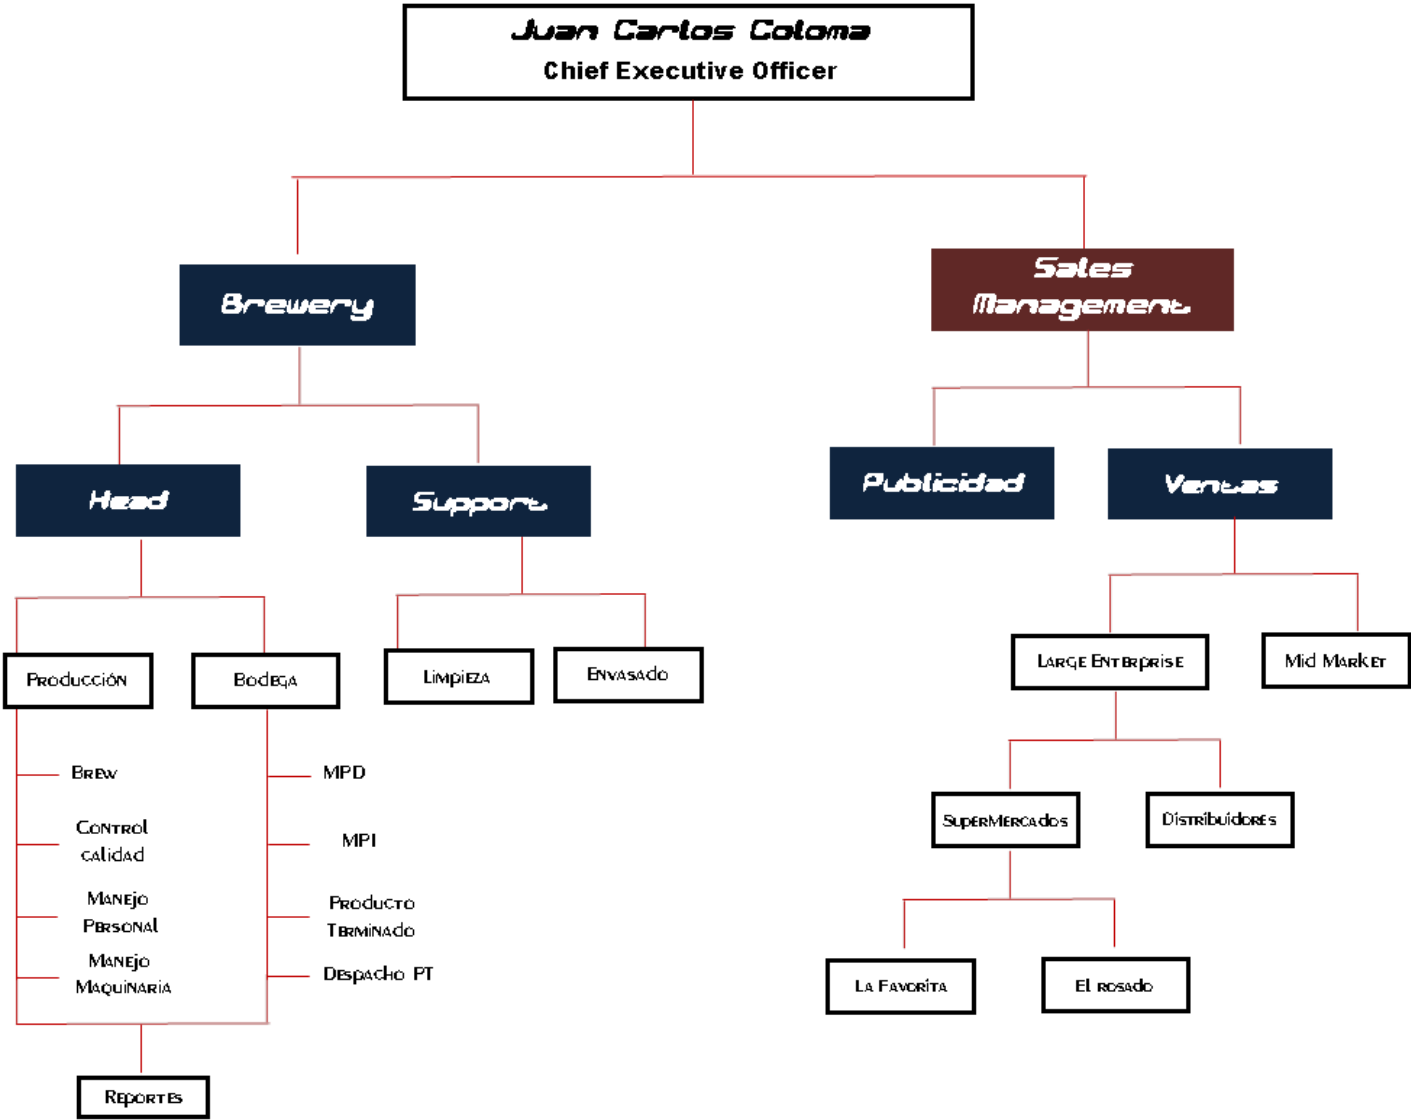 Juan Carlos Coloma
Chief Executive Officer
Brewery
Sales
Management
Head
Support
Publicidad
Ventas
Producción
Bodega
Limpieza
Envasado
Large Enterprise
Mid Market
Brew
Control
calidad
Manejo
Personal
Manejo
Maquinaria
MPD
MPI
Producto
Terminado
Despacho PT
SuperMercados
Distribuidores
La Favorita
El rosado
Reportes